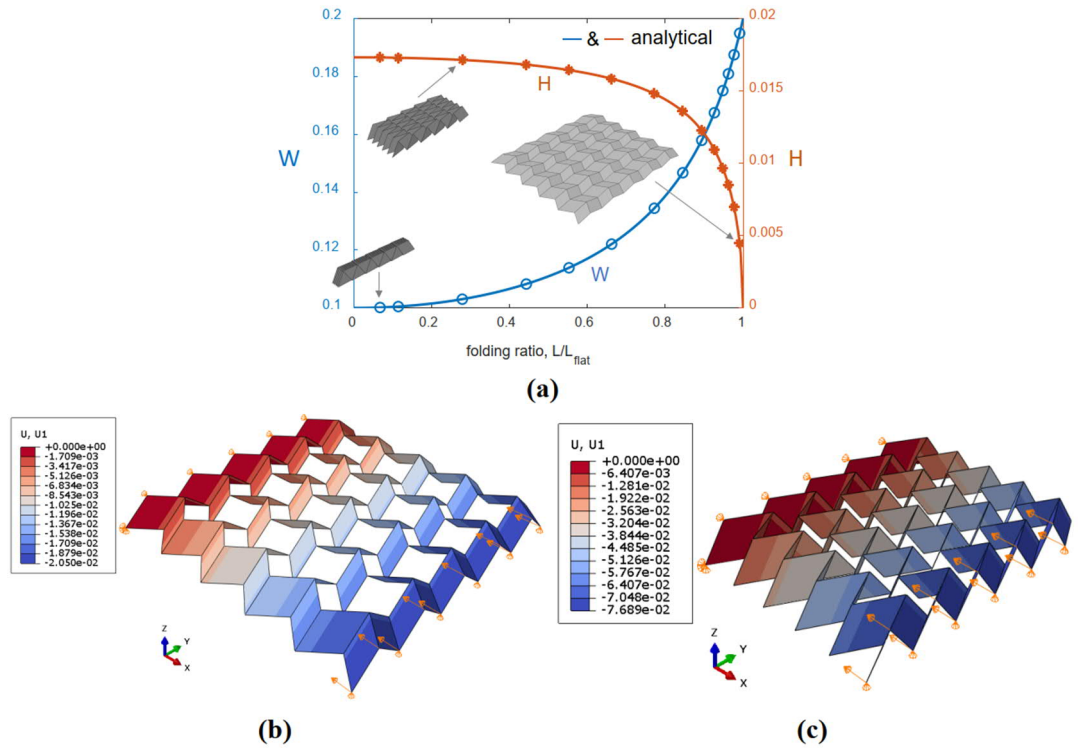 0.2
0.18
0.16
0.14
0.12
0.1
W
0.02
0.015
0.01
0.005
0
H
& analytical
H
W
0 0.2 0.4 0.6 0.8 1
folding ratio, L/Lflat
(a)
U, U1
+0.000e+00
-1.709e-03
-3.417e-03
-5.126e-03
-6.834e-03
-8.543e-03
-1.025e-02
-1.196e-02
-1.367e-02
-1.538e-02
-1.709e-02
-1.879e-02
-2.050e-02
Z
Y
X
(b)
U, U1
+0.000e+00
-6.407e-03
-1.281e-02
-1.922e-02
-2.563e-02
-3.204e-02
-3.844e-02
-4.485e-02
-5.126e-02
-5.767e-02
-6.407e-02
-7.048e-02
-7.689e-02
Z
Y
X
(c)